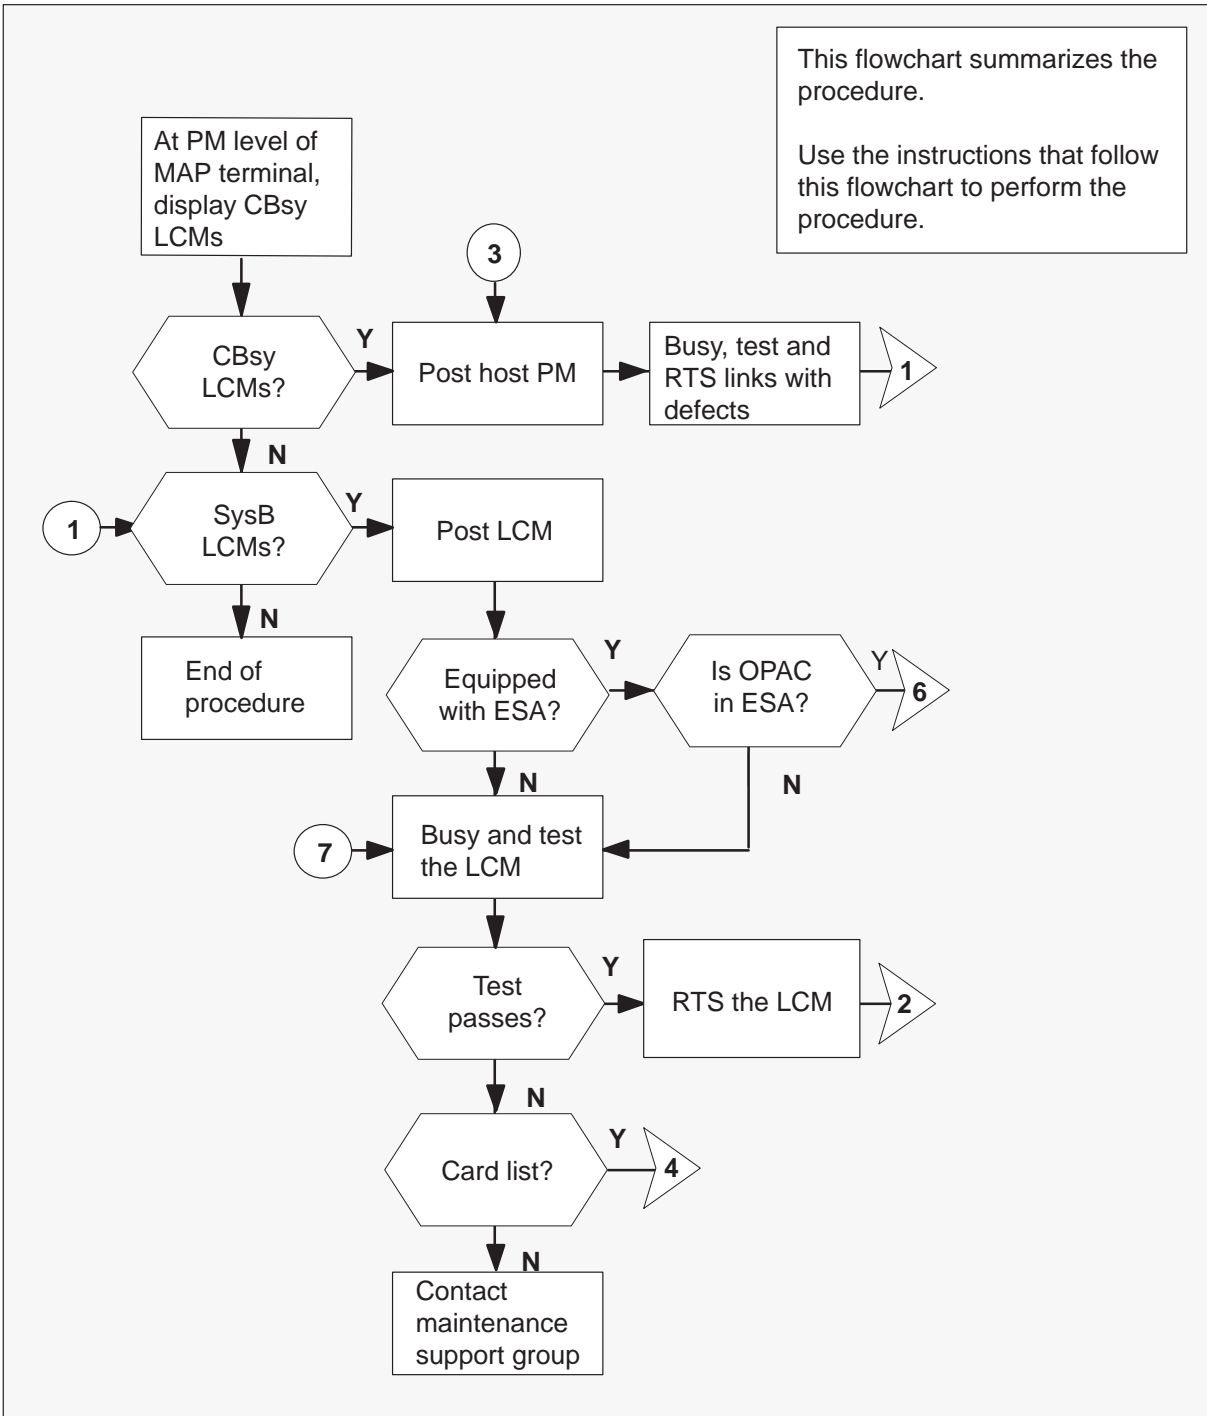 This flowchart summarizes the
procedure.
Use the instructions that follow
this flowchart to perform the
procedure.
At PM level of
MAP terminal,
display CBsy
LCMs
3
CBsy
LCMs?
Y
Post host PM
Busy, test and
RTS links with
defects
1
N
1
SysB
LCMs?
Y
Post LCM
N
End of
procedure
Equipped
with ESA?
Y
Is OPAC
in ESA?
Y
6
N
N
7
Busy and test
the LCM
Test
passes?
Y
RTS the LCM
2
N
Card list?
Y
4
N
Contact
maintenance
support group